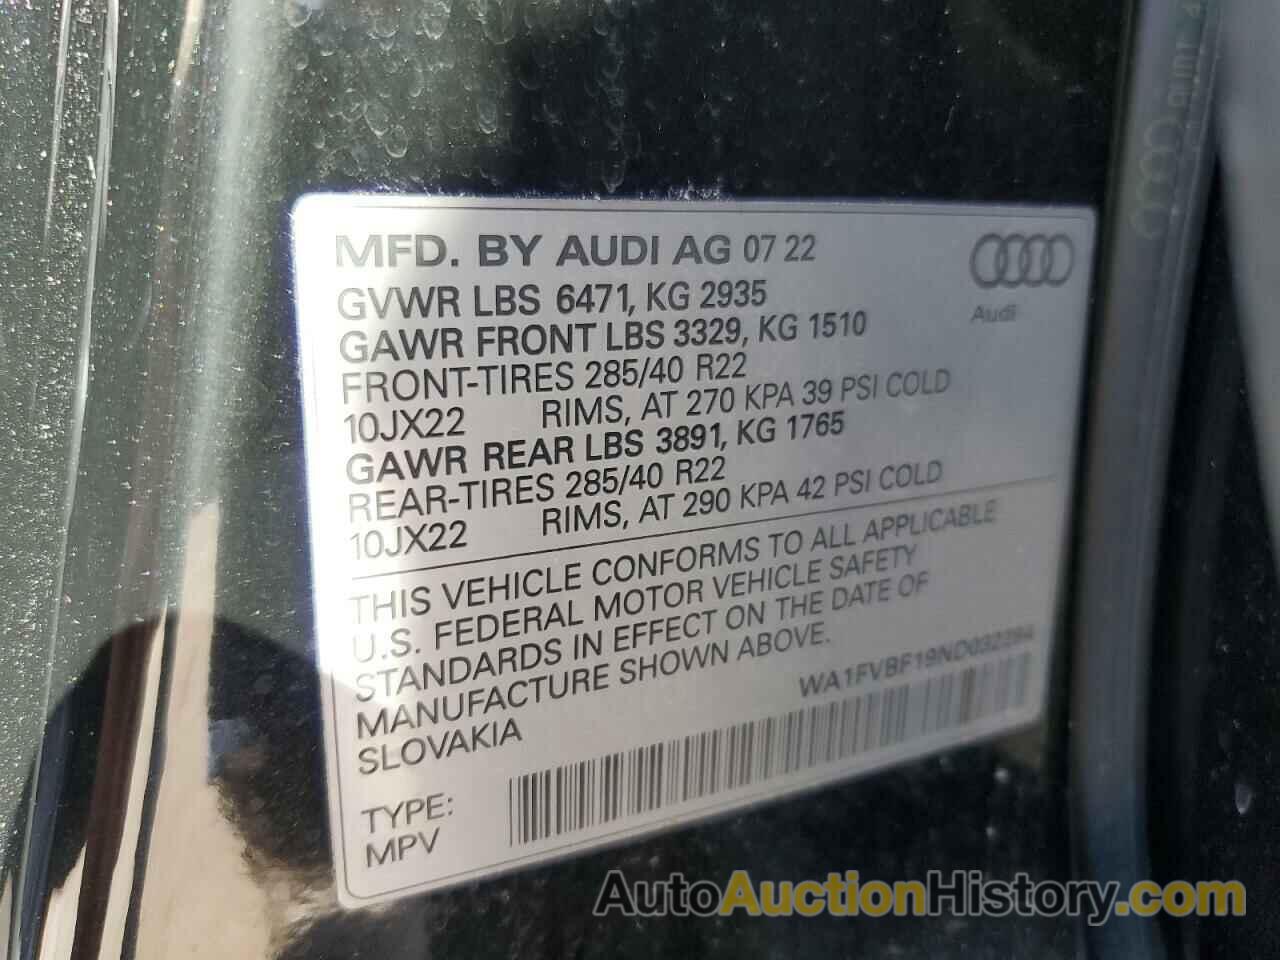 MFD. BY AUDI AG 07 22
GVWR LBS 6471, KG 2935
GAWR FRONT LBS 3329, KG 1510
FRONT-TIRES 285/40 R22
10JX22 RIMS, AT 270 KPA 39 PSI COLD
GAWR REAR LBS 3891, KG 1765
REAR-TIRES 285/40 R22
10JX22 RIMS, AT 290 KPA 42 PSI COLD
Audi
THIS VEHICLE CONFORMS TO ALL APPLICABLE
U.S. FEDERAL MOTOR VEHICLE SAFETY
STANDARDS IN EFFECT ON THE DATE OF
MANUFACTURE SHOWN ABOVE.
SLOVAKIA
TYPE:
MPV
AutoAuctionHistory.com